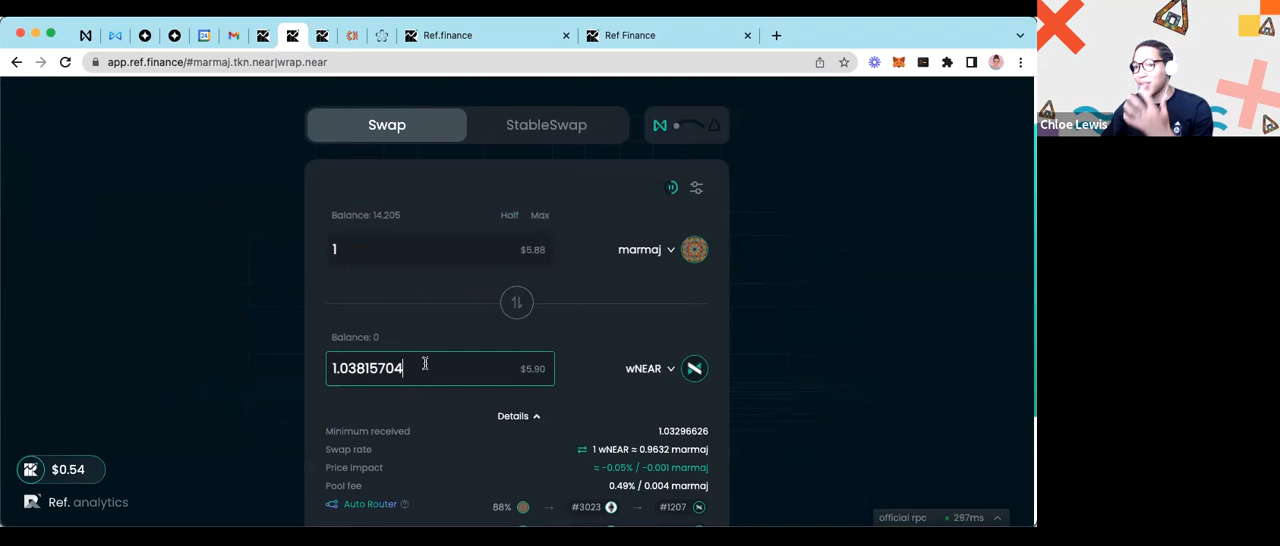 Ref.finance
Ref Finance
app.ref.finance/#marmaj.tkn.near|wrap.near
Chloe Lewis
Swap
StableSwap
Balance: 14.205
Half
Max
1
$5.88
marmaj
Balance: 0
1.03815704
$5.90
wNEAR
Details
Minimum received
1.03296626
Swap rate
1 wNEAR ≈ 0.9632 marmaj
Price impact
≈ -0.05% / -0.001 marmaj
Pool fee
0.49% / 0.004 marmaj
Auto Router
88%
#3023
#1207
$0.54
Ref. analytics
official rpc
297ms